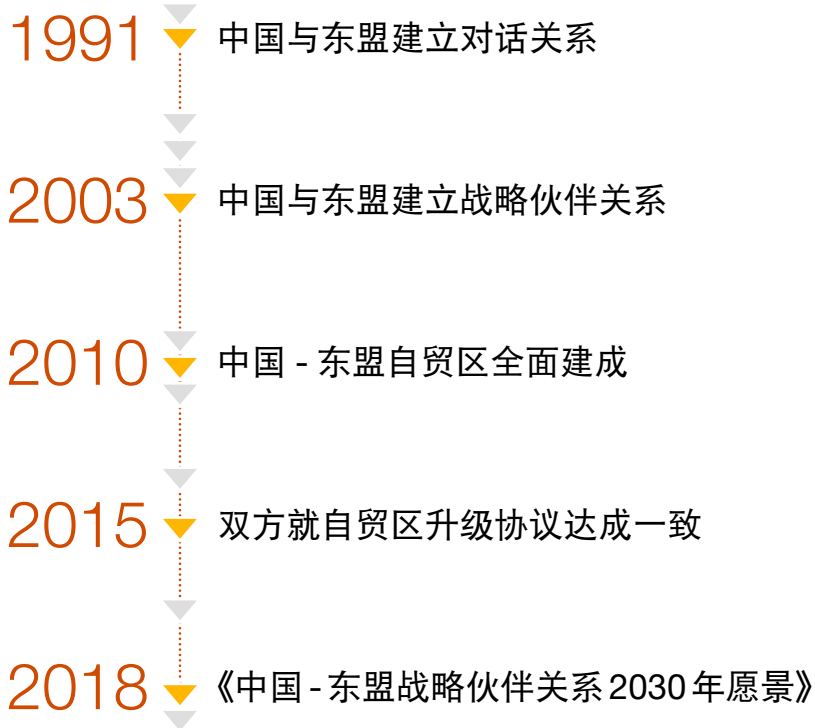 1991 中国与东盟建立对话关系
2003 中国与东盟建立战略伙伴关系
2010 中国 - 东盟自贸区全面建成
2015 双方就自贸区升级协议达成一致
2018 《中国 - 东盟战略伙伴关系 2030 年愿景》